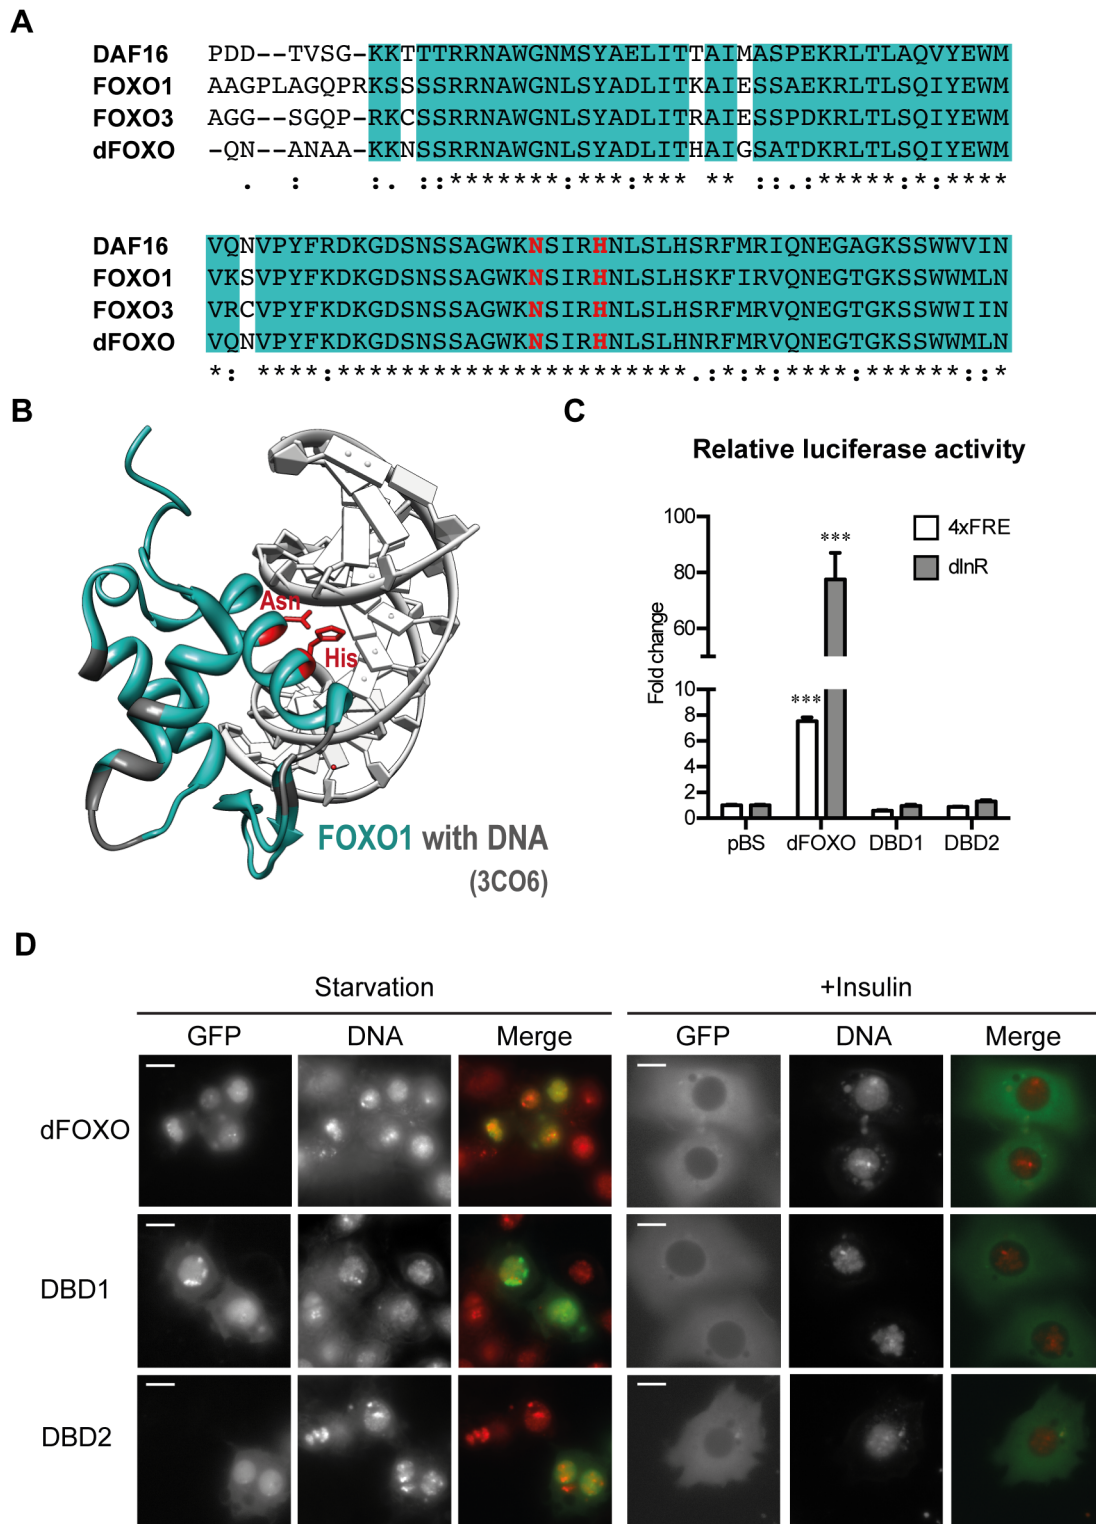 A
DAF16 PDD--TVSG-KKTTTRRNAWGNMSYAELITTAIMASPEKRLTLAQVYEWM
FOXO1 AAGPLAGQPRKSSSSRRNAWGNLSYADLITKAIESSAEKRLTLSQIYEWM
FOXO3 AGG--SGQP-RKCSSRRNAWGNLSYADLITRAIESSPDKRLTLSQIYEWM
dFOXO -QN--ANAA-KKNSSRRNAWGNLSYADLITHAIGSATDKRLTLSQIYEWM
. : :. ::*******:***:*** ** ::.:*****:*:****
DAF16 VQNVPYFRDKGDSNSSAGWKNSIRHNLSLHSRFMRIQNEGAGKSSWWVIN
FOXO1 VKSVPYFKDKGDSNSSAGWKNSIRHNLSLHSKFIRVQNEGTGKSSWWMLN
FOXO3 VRCVPYFKDKGDSNSSAGWKNSIRHNLSLHSRFMRVQNEGTGKSSWWIIN
dFOXO VQNVPYFKDKGDSNSSAGWKNSIRHNLSLHNRFMRVQNEGTGKSSWWMLN
*: ****:**********************.:*:*:****:******::*
B
Asn
His
FOXO1 with DNA
(3CO6)
C
Relative luciferase activity
Fold change
100
80
60
10
8
6
4
2
0
***
***
4xFRE
dInR
pBS dFOXO DBD1 DBD2
D
Starvation +Insulin
GFP DNA Merge GFP DNA Merge
dFOXO
DBD1
DBD2